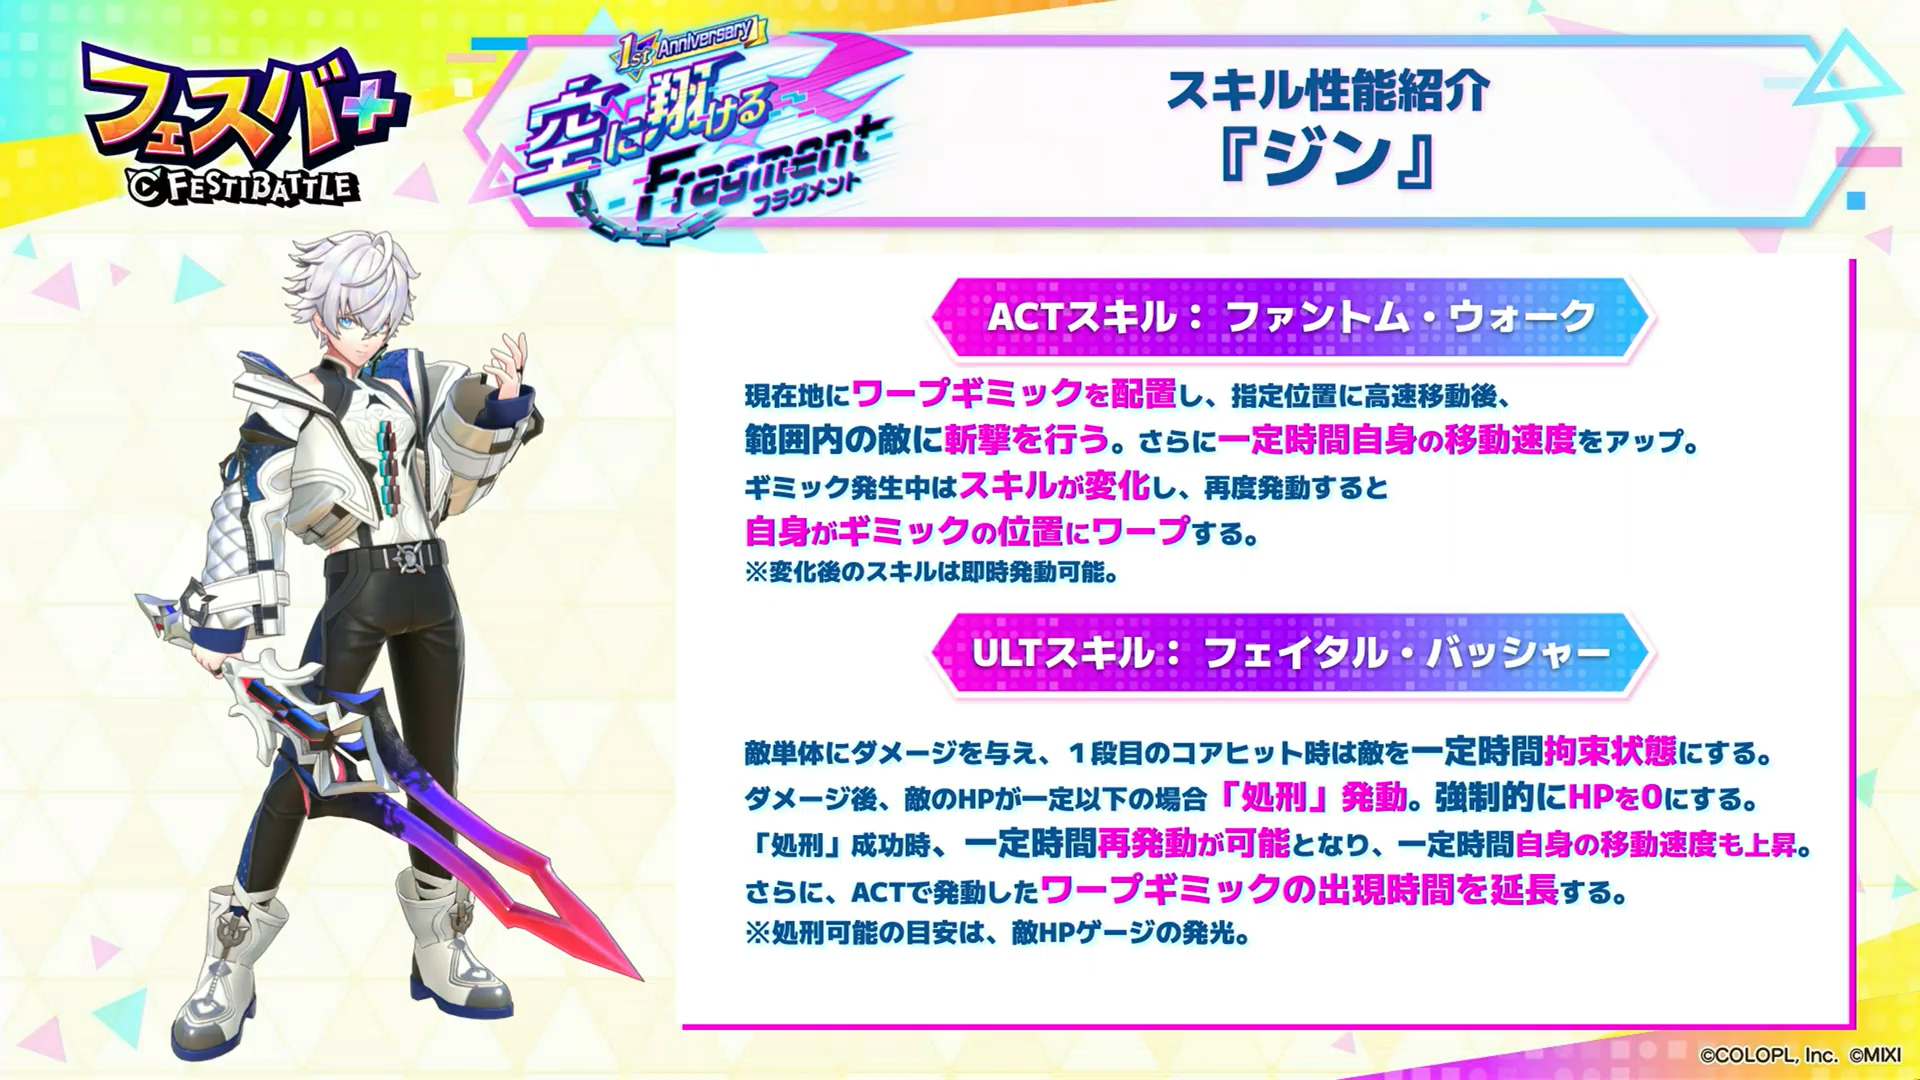 フェスバ+
FESTIBATTLE
1st Anniversary
空に翔ける
Fragment
フラグメント
スキル性能紹介
『ジン』
ACTスキル： ファントム・ウォーク
現在地にワープギミックを配置し、指定位置に高速移動後、
範囲内の敵に斬撃を行う。さらに一定時間自身の移動速度をアップ。
ギミック発生中はスキルが変化し、再度発動すると
自身がギミックの位置にワープする。
※変化後のスキルは即時発動可能。
ULTスキル： フェイタル・バッシャー
敵単体にダメージを与え、１段目のコアヒット時は敵を一定時間拘束状態にする。
ダメージ後、敵のHPが一定以下の場合「処刑」発動。強制的にHPを0にする。
「処刑」成功時、一定時間再発動が可能となり、一定時間自身の移動速度も上昇。
さらに、ACTで発動したワープギミックの出現時間を延長する。
※処刑可能の目安は、敵HPゲージの発光。
©COLOPL, Inc. ©MIXI